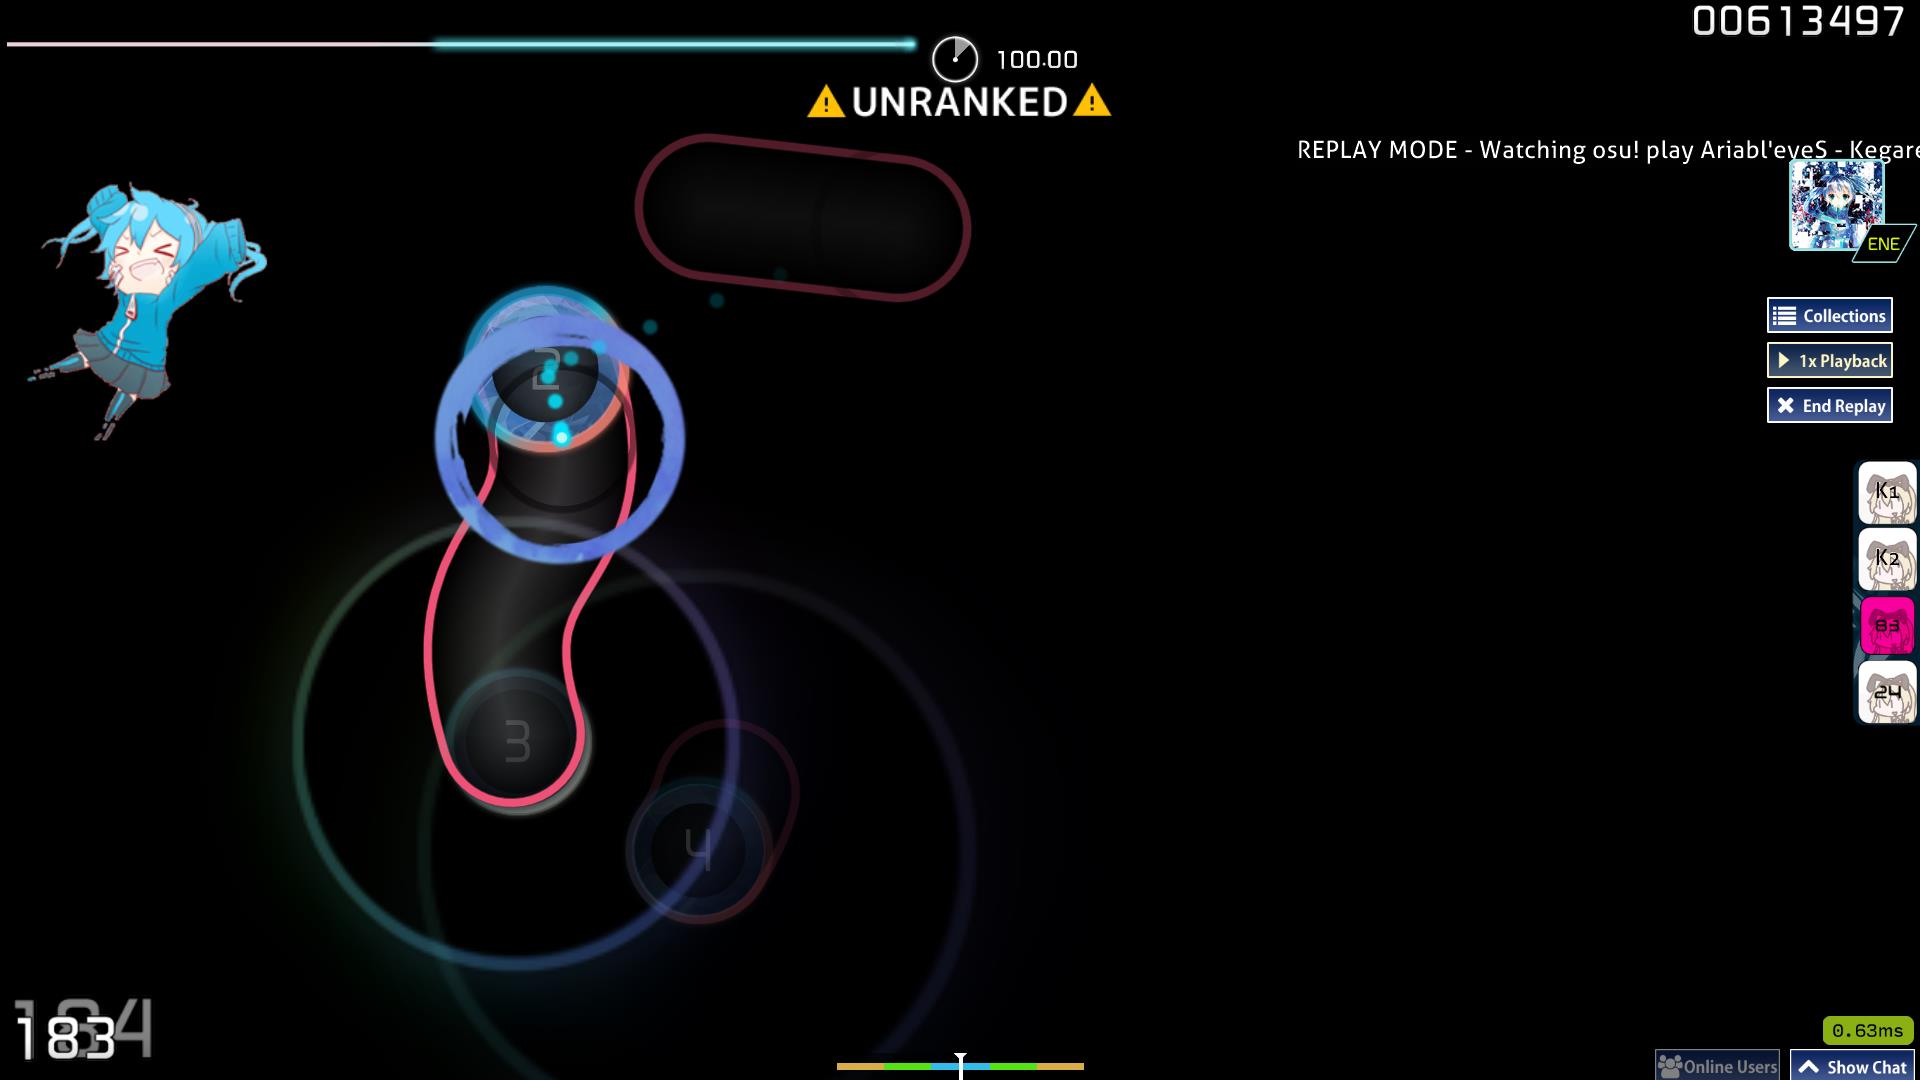 00613497
100.00
UNRANKED
REPLAY MODE - Watching osu! play Ariabl'eyeS - Kegare
ENE
Collections
1x Playback
End Replay
2
K1
K2
83
24
3
4
184
183
0.63ms
Online Users
Show Chat